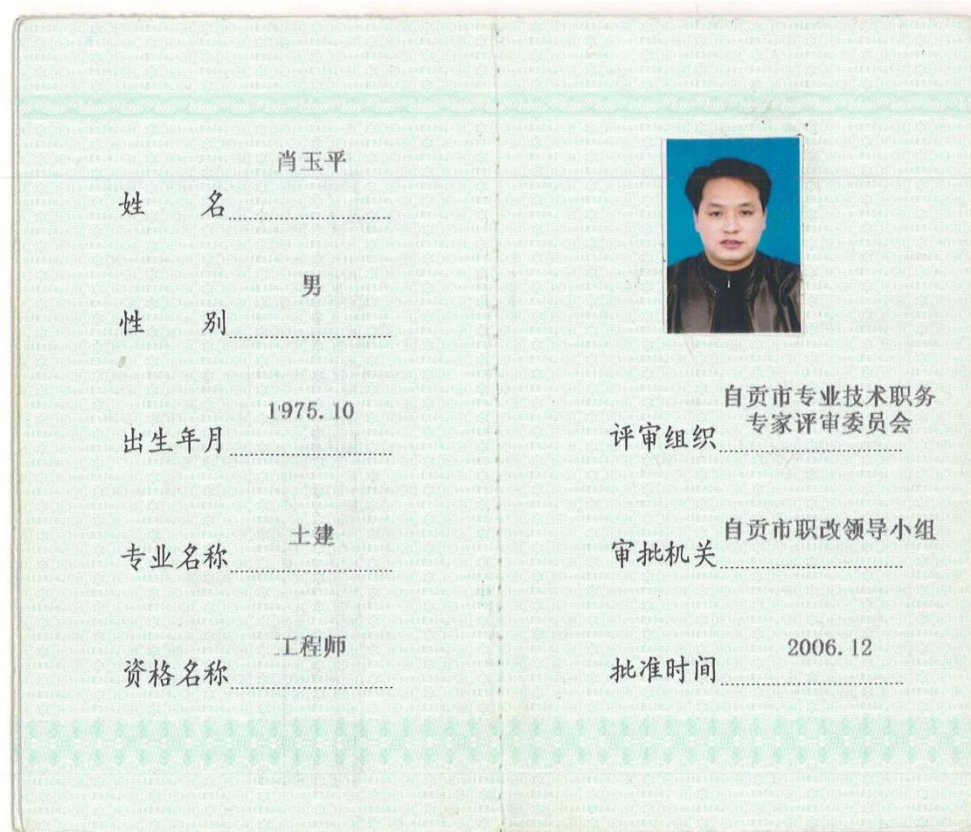 肖玉平
姓 名
男
性 别
1975.10
出生年月
土建
专业名称
工程师
资格名称
自贡市专业技术职务
专家评审委员会
评审组织
自贡市职改领导小组
审批机关
2006.12
批准时间